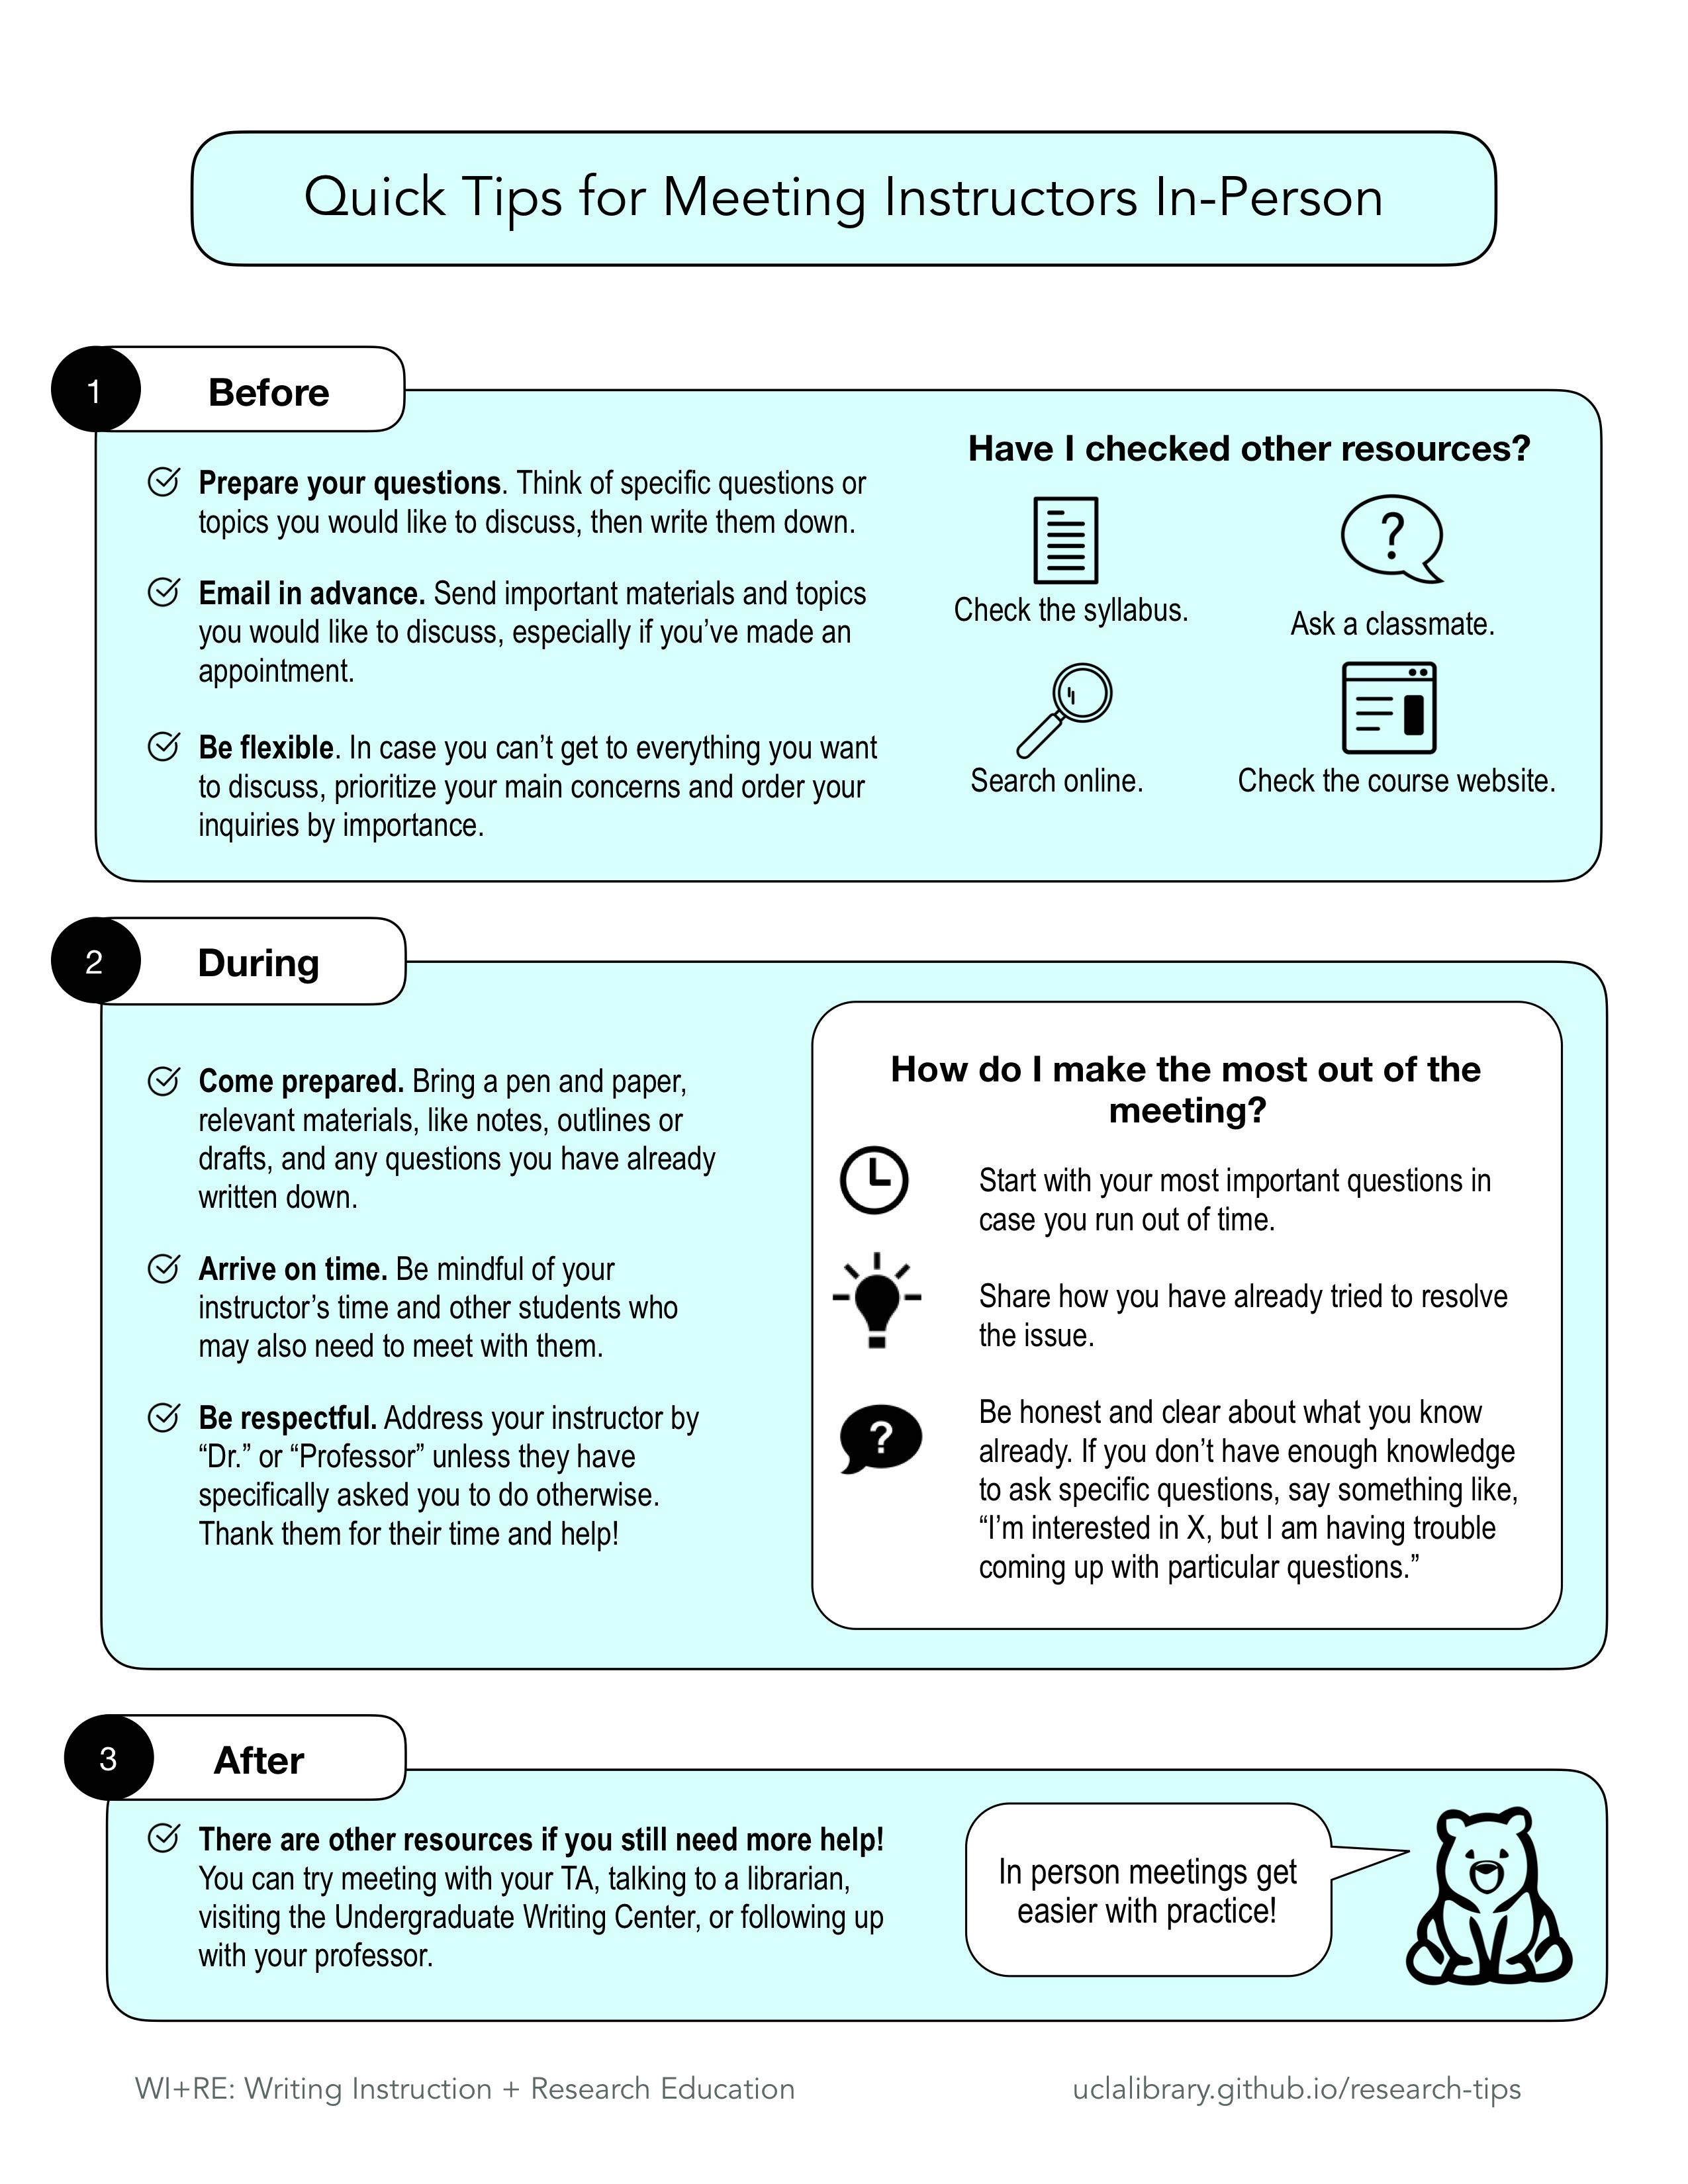 Quick Tips for Meeting Instructors In-Person
1
Before
Prepare your questions. Think of specific questions or
topics you would like to discuss, then write them down.
Email in advance. Send important materials and topics
you would like to discuss, especially if you’ve made an
appointment.
Be flexible. In case you can’t get to everything you want
to discuss, prioritize your main concerns and order your
inquiries by importance.
Have I checked other resources?
?
Check the syllabus.
Ask a classmate.
Search online.
Check the course website.
2
During
Come prepared. Bring a pen and paper,
relevant materials, like notes, outlines or
drafts, and any questions you have already
written down.
Arrive on time. Be mindful of your
instructor’s time and other students who
may also need to meet with them.
Be respectful. Address your instructor by
“Dr.” or “Professor” unless they have
specifically asked you to do otherwise.
Thank them for their time and help!
How do I make the most out of the
meeting?
Start with your most important questions in
case you run out of time.
Share how you have already tried to resolve
the issue.
?
Be honest and clear about what you know
already. If you don’t have enough knowledge
to ask specific questions, say something like,
“I’m interested in X, but I am having trouble
coming up with particular questions.”
3
After
There are other resources if you still need more help!
You can try meeting with your TA, talking to a librarian,
visiting the Undergraduate Writing Center, or following up
with your professor.
In person meetings get
easier with practice!
WI+RE: Writing Instruction + Research Education
uclalibrary.github.io/research-tips